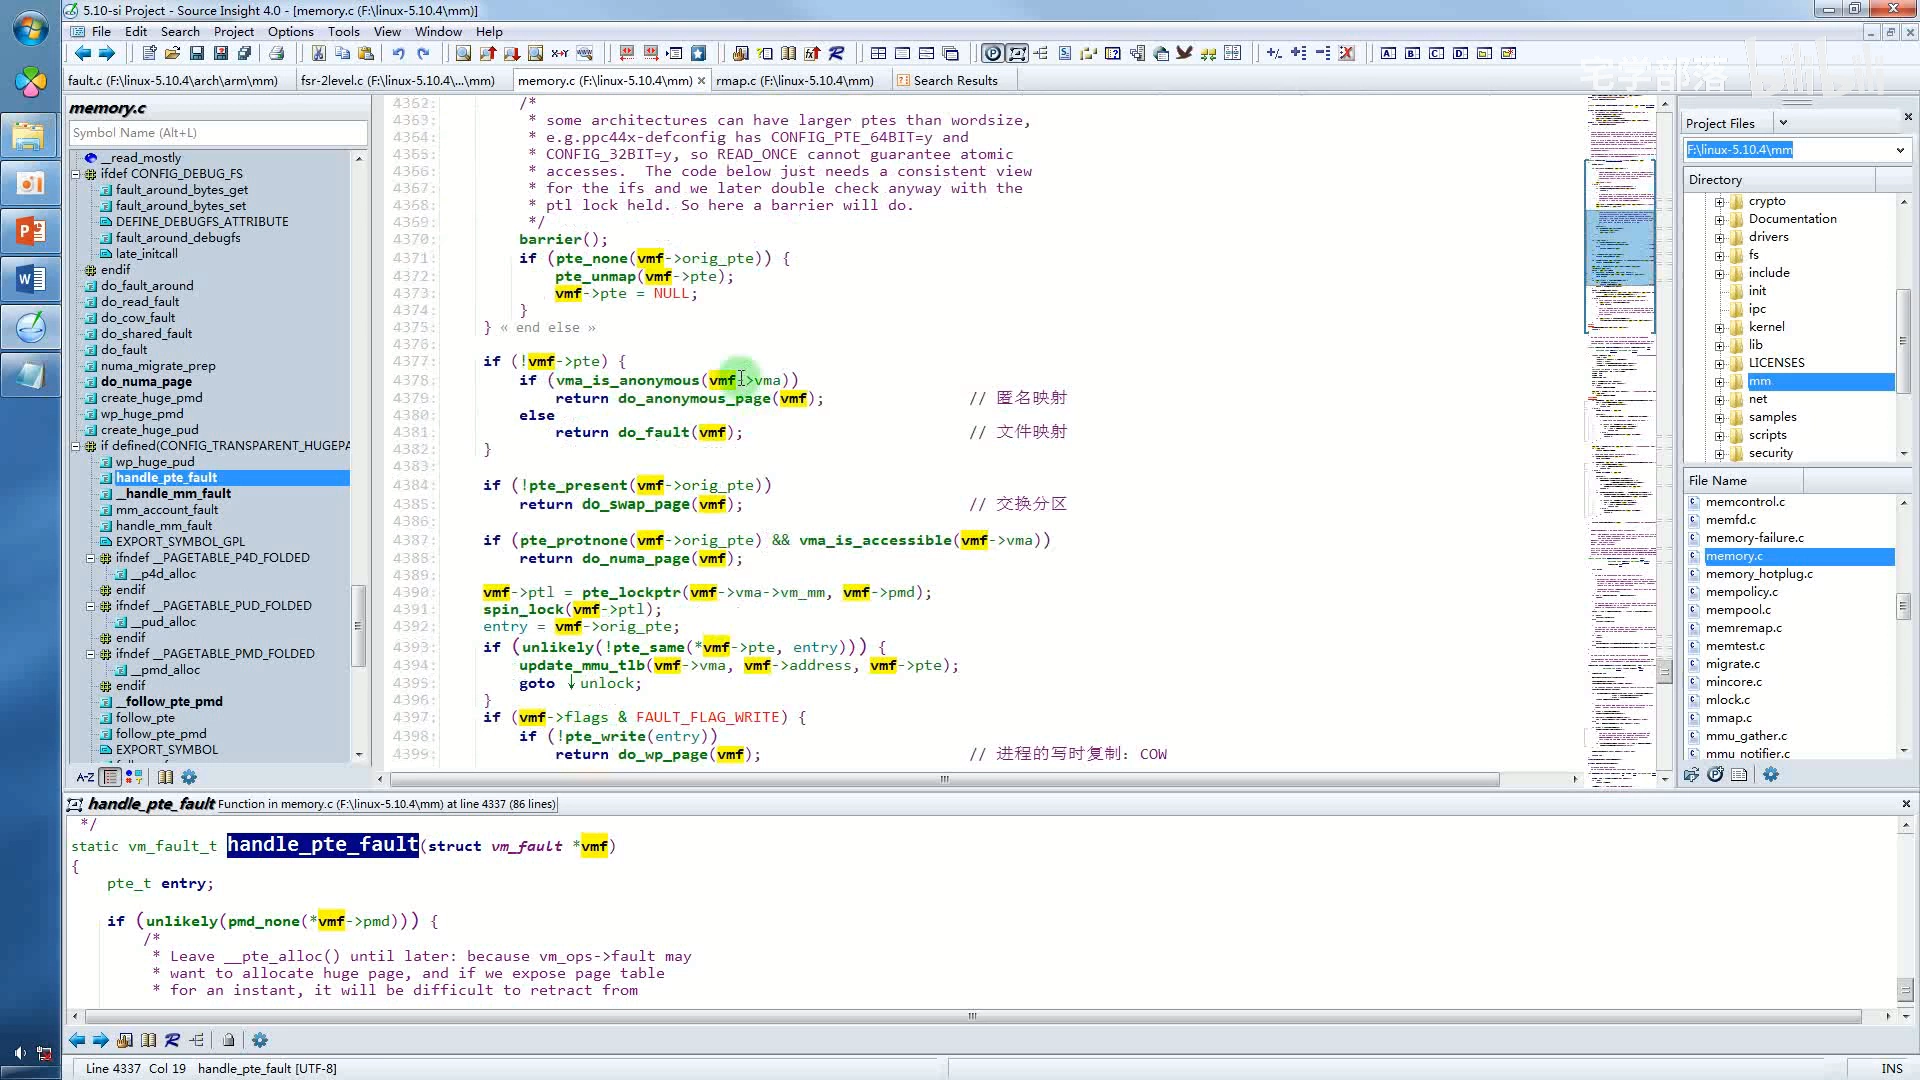 5.10-si Project - Source Insight 4.0 - [memory.c (F:\linux-5.10.4\mm)]
File Edit Search Project Options Tools View Window Help
fault.c (F:\linux-5.10.4\arch\arm\mm) fsr-2level.c (F:\linux-5.10.4\...\mm) memory.c (F:\linux-5.10.4\mm) rmap.c (F:\linux-5.10.4\mm) Search Results
宅学部落 bilibili
memory.c
Symbol Name (Alt+L)
__read_mostly
ifdef CONFIG_DEBUG_FS
fault_around_bytes_get
fault_around_bytes_set
DEFINE_DEBUGFS_ATTRIBUTE
fault_around_debugfs
late_initcall
endif
do_fault_around
do_read_fault
do_cow_fault
do_shared_fault
do_fault
numa_migrate_prep
do_numa_page
create_huge_pmd
wp_huge_pmd
create_huge_pud
if defined(CONFIG_TRANSPARENT_HUGEPA
wp_huge_pud
handle_pte_fault
__handle_mm_fault
mm_account_fault
handle_mm_fault
EXPORT_SYMBOL_GPL
ifndef __PAGETABLE_P4D_FOLDED
__p4d_alloc
endif
ifndef __PAGETABLE_PUD_FOLDED
__pud_alloc
endif
ifndef __PAGETABLE_PMD_FOLDED
__pmd_alloc
endif
__follow_pte_pmd
follow_pte
follow_pte_pmd
EXPORT_SYMBOL
A-Z
4362: /*
4363: * some architectures can have larger ptes than wordsize,
4364: * e.g.ppc44x-defconfig has CONFIG_PTE_64BIT=y and
4365: * CONFIG_32BIT=y, so READ_ONCE cannot guarantee atomic
4366: * accesses.  The code below just needs a consistent view
4367: * for the ifs and we later double check anyway with the
4368: * ptl lock held. So here a barrier will do.
4369: */
4370: barrier();
4371: if (pte_none(vmf->orig_pte)) {
4372: pte_unmap(vmf->pte);
4373: vmf->pte = NULL;
4374: }
4375: } « end else »
4376:
4377: if (!vmf->pte) {
4378: if (vma_is_anonymous(vmf->vma))
4379: return do_anonymous_page(vmf); // 匿名映射
4380: else
4381: return do_fault(vmf); // 文件映射
4382: }
4383:
4384: if (!pte_present(vmf->orig_pte))
4385: return do_swap_page(vmf); // 交换分区
4386:
4387: if (pte_protnone(vmf->orig_pte) && vma_is_accessible(vmf->vma))
4388: return do_numa_page(vmf);
4389:
4390: vmf->ptl = pte_lockptr(vmf->vma->vm_mm, vmf->pmd);
4391: spin_lock(vmf->ptl);
4392: entry = vmf->orig_pte;
4393: if (unlikely(!pte_same(*vmf->pte, entry))) {
4394: update_mmu_tlb(vmf->vma, vmf->address, vmf->pte);
4395: goto ↓unlock;
4396: }
4397: if (vmf->flags & FAULT_FLAG_WRITE) {
4398: if (!pte_write(entry))
4399: return do_wp_page(vmf); // 进程的写时复制: COW
Project Files
F:\linux-5.10.4\mm
Directory
crypto
Documentation
drivers
fs
include
init
ipc
kernel
lib
LICENSES
mm
net
samples
scripts
security
File Name
memcontrol.c
memfd.c
memory-failure.c
memory.c
memory_hotplug.c
mempolicy.c
mempool.c
memremap.c
memtest.c
migrate.c
mincore.c
mlock.c
mmap.c
mmu_gather.c
mmu_notifier.c
handle_pte_fault Function in memory.c (F:\linux-5.10.4\mm) at line 4337 (86 lines)
*/
static vm_fault_t handle_pte_fault(struct vm_fault *vmf)
{
pte_t entry;
if (unlikely(pmd_none(*vmf->pmd))) {
/*
* Leave __pte_alloc() until later: because vm_ops->fault may
* want to allocate huge page, and if we expose page table
* for an instant, it will be difficult to retract from
Line 4337 Col 19 handle_pte_fault [UTF-8] INS